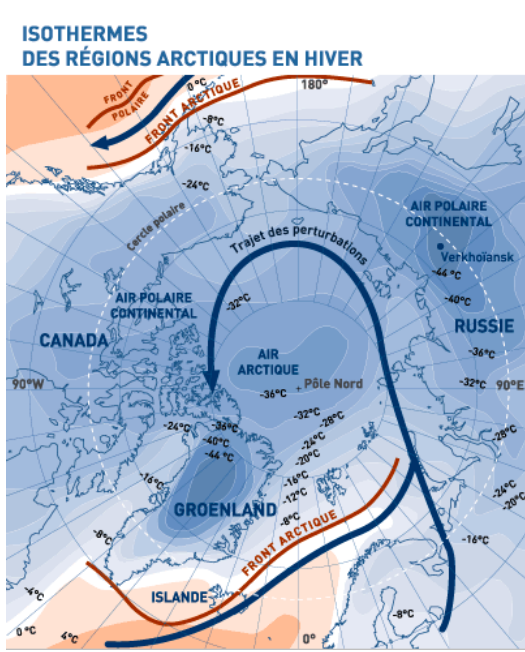 ISOTHERMES
DES RÉGIONS ARCTIQUES EN HIVER
0°C
180°
FRONT
POLAIRE
FRONT ARCTIQUE
-8°C
-16°C
-24°C
Cercle polaire
AIR POLAIRE
CONTINENTAL
Verkhoïansk
-44 °C
-40°C
Trajet des perturbations
AIR POLAIRE
CONTINENTAL
-32°C
CANADA
RUSSIE
-36°C
-32°C
90°E
90°W
AIR
ARCTIQUE
-36°C
Pôle Nord
-32°C
-28°C
-24°C
-20°C
-16°C
-12°C
-8°C
-24°C
-36°C
-40°C
-44 °C
-28°C
-24°C
-20°C
-16°C
-16°C
GROENLAND
FRONT ARCTIQUE
-8°C
-4°C
ISLANDE
-8°C
0°C
4°C
0°